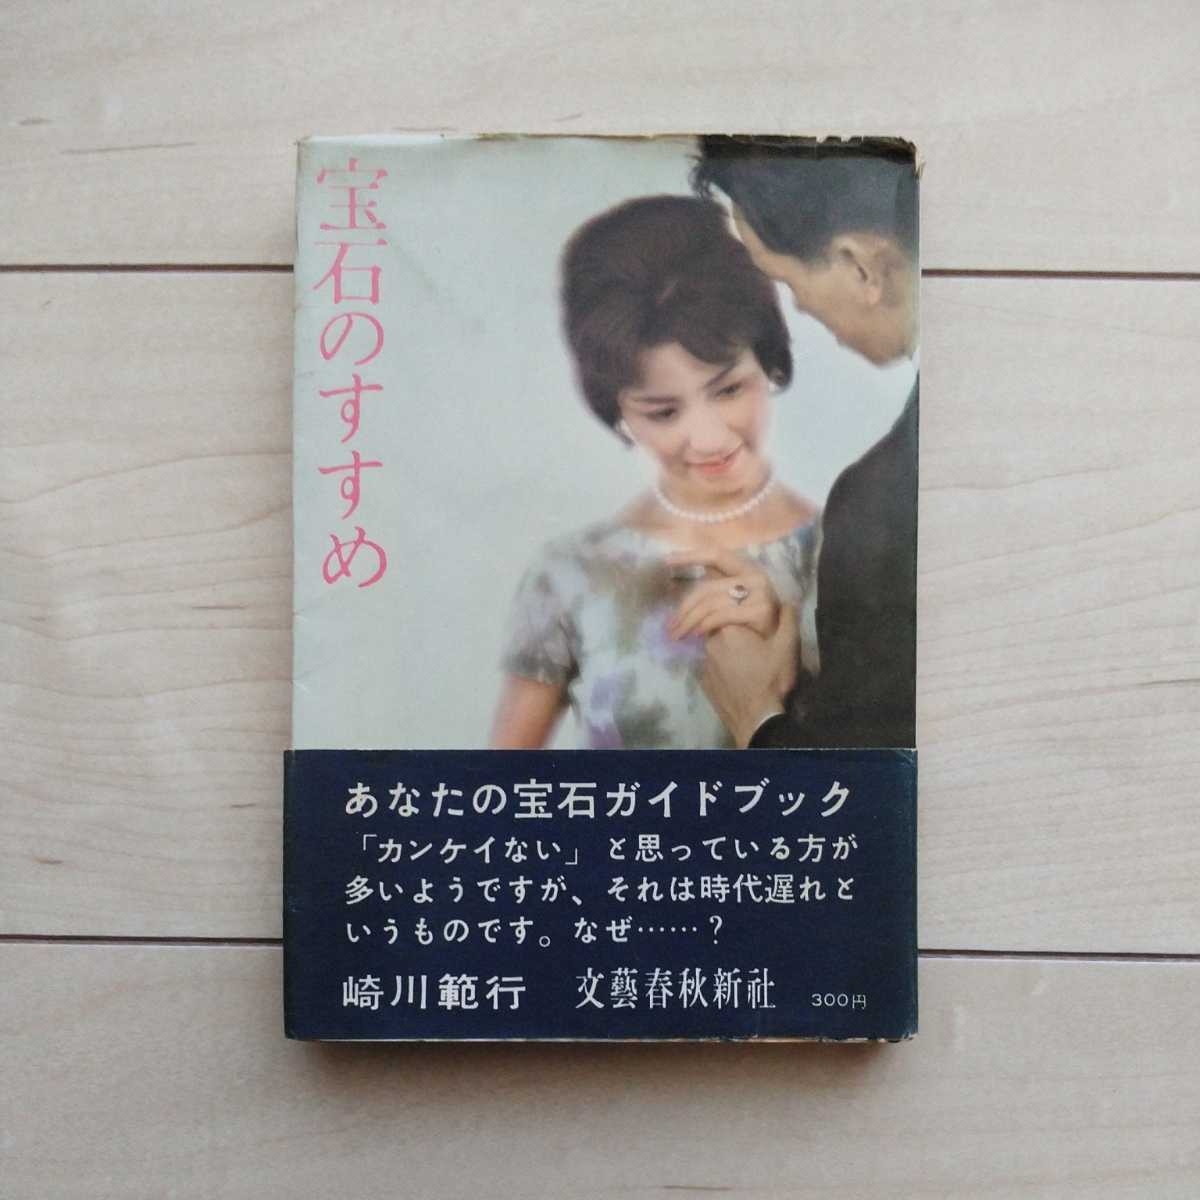 宝石のすすめ
あなたの宝石ガイドブック
「カンケイない」と思っている方が
多いようですが、それは時代遅れと
いうものです。なぜ……？
崎川範行 文藝春秋新社 300円